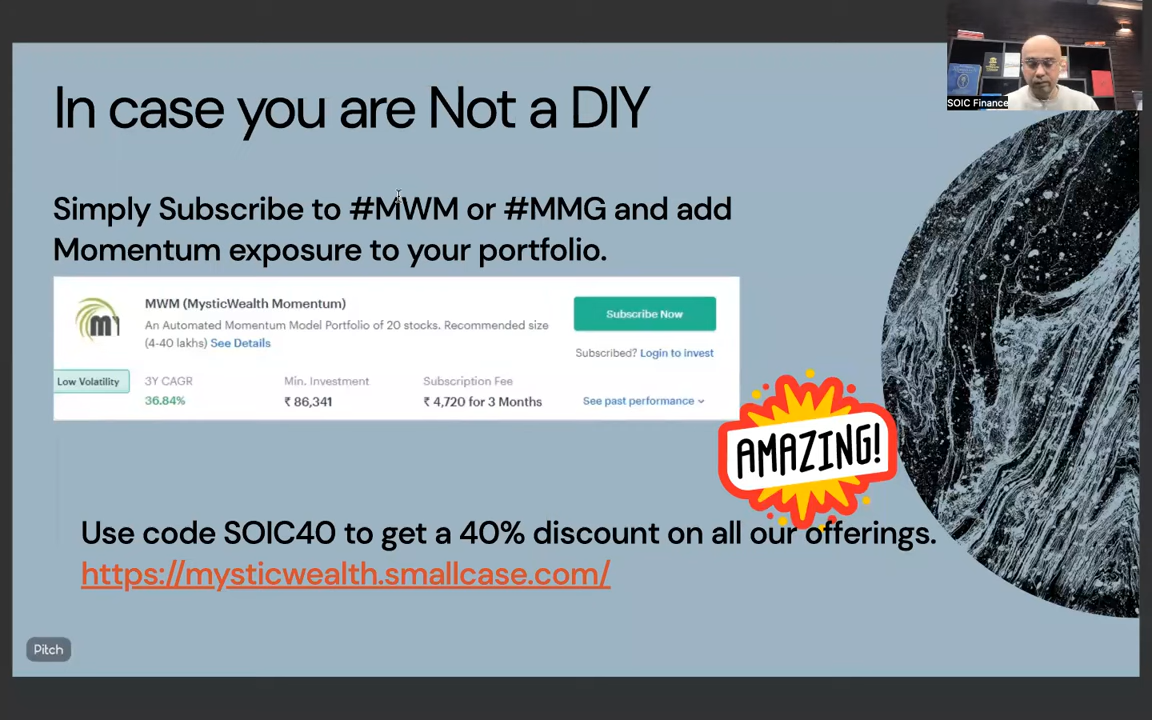 SOIC Finance
In case you are Not a DIY
Simply Subscribe to #MWM or #MMG and add
Momentum exposure to your portfolio.
m
MWM (MysticWealth Momentum)
An Automated Momentum Model Portfolio of 20 stocks. Recommended size
(4-40 lakhs) See Details
Subscribe Now
Subscribed? Login to invest
Low Volatility
3Y CAGR
36.84%
Min. Investment
₹ 86,341
Subscription Fee
₹ 4,720 for 3 Months
See past performance
AMAZING!
Use code SOIC40 to get a 40% discount on all our offerings.
https://mysticwealth.smallcase.com/
Pitch